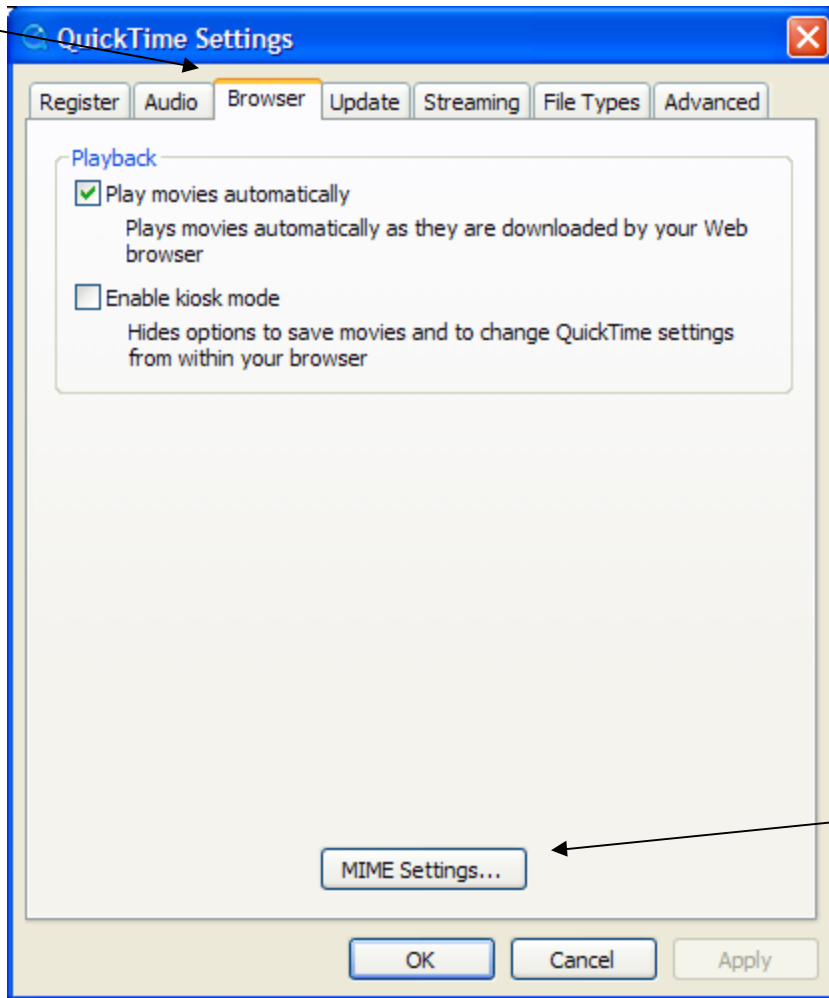 QuickTime Settings
Register Audio Browser Update Streaming File Types Advanced
Playback
Play movies automatically
Plays movies automatically as they are downloaded by your Web
browser
Enable kiosk mode
Hides options to save movies and to change QuickTime settings
from within your browser
MIME Settings...
OK Cancel Apply